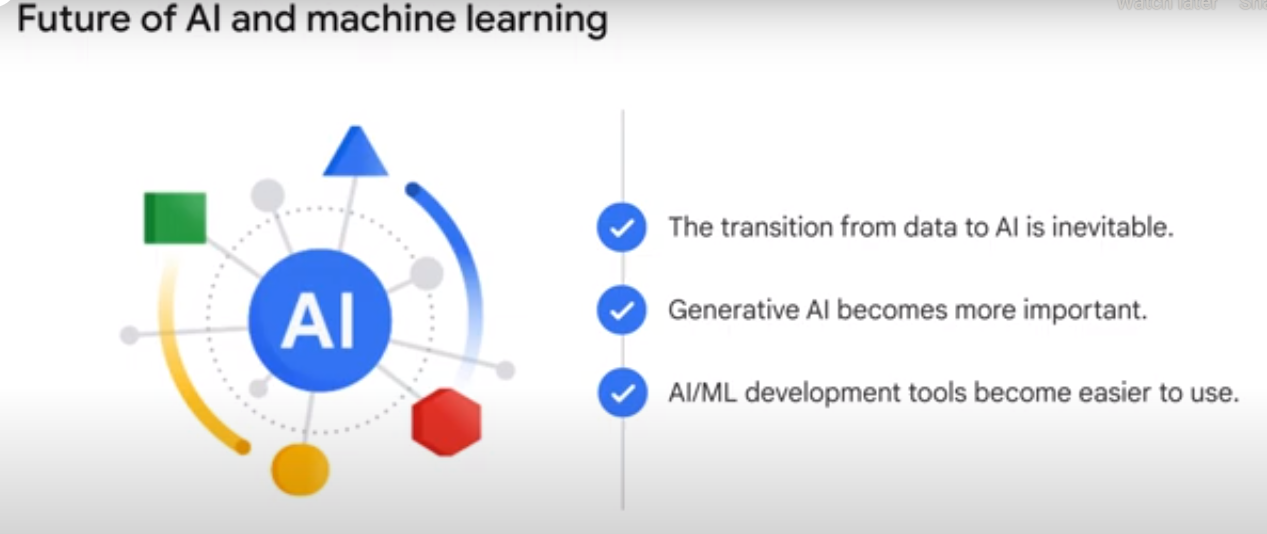 Future of AI and machine learning
Watch later
AI
The transition from data to AI is inevitable.
Generative AI becomes more important.
AI/ML development tools become easier to use.